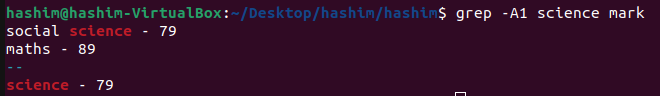 hashim@hashim-VirtualBox:~/Desktop/hashim/hashim$ grep -A1 science mark
social science - 79
maths - 89
--
science - 79